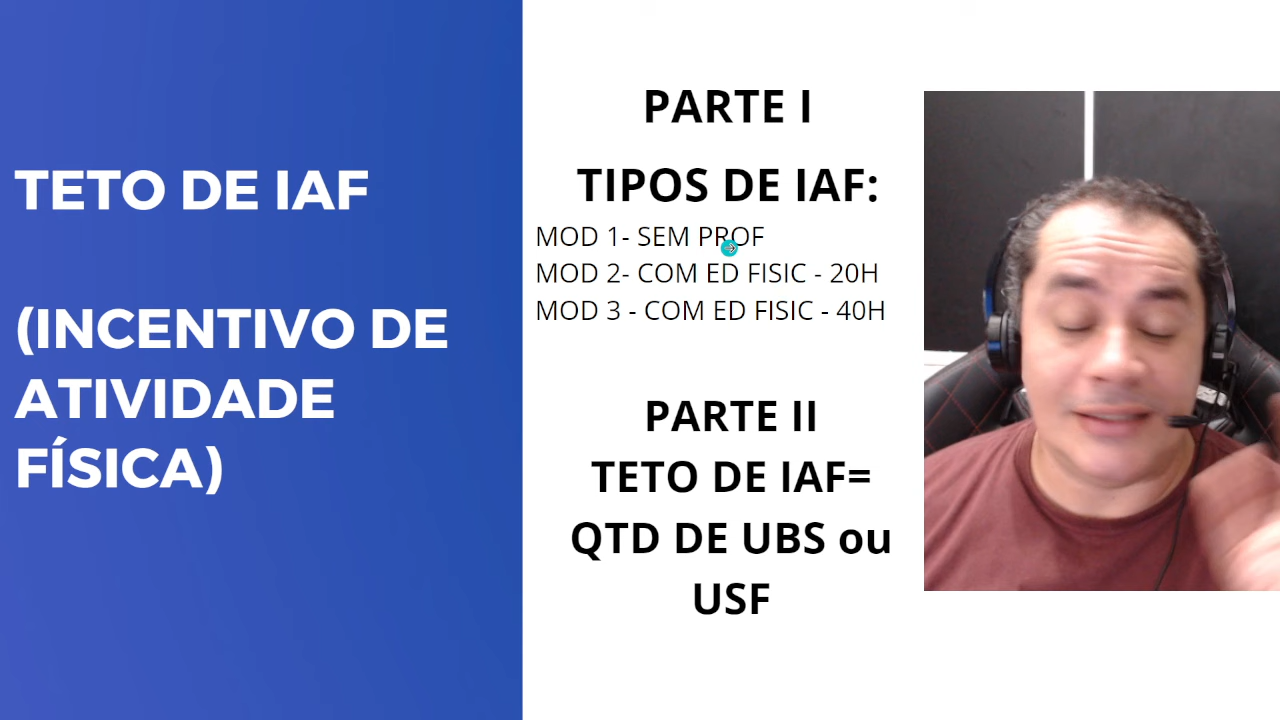 TETO DE IAF
(INCENTIVO DE
ATIVIDADE
FÍSICA)
PARTE I
TIPOS DE IAF:
MOD 1- SEM PROF
MOD 2- COM ED FISIC - 20H
MOD 3 - COM ED FISIC - 40H
PARTE II
TETO DE IAF=
QTD DE UBS ou
USF